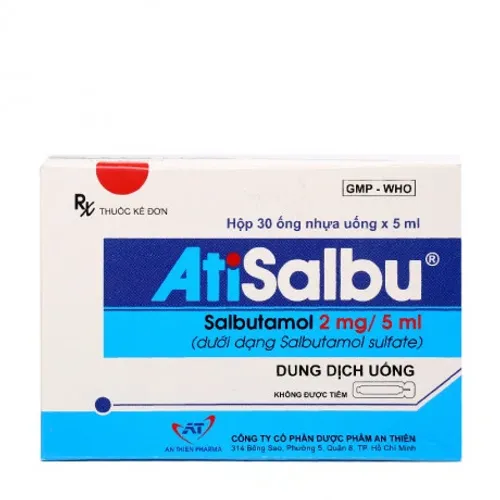 GMP - WHO
Rx THUỐC KÊ ĐƠN
Hộp 30 ống nhựa uống x 5 ml
AtiSalbu®
Salbutamol 2 mg/ 5 ml
(dưới dạng Salbutamol sulfate)
DUNG DỊCH UỐNG
KHÔNG ĐƯỢC TIÊM
AT
AN THIEN PHARMA
CÔNG TY CỔ PHẦN DƯỢC PHẨM AN THIÊN
314 Bông Sao, Phường 5, Quận 8, TP Hồ Chí Minh